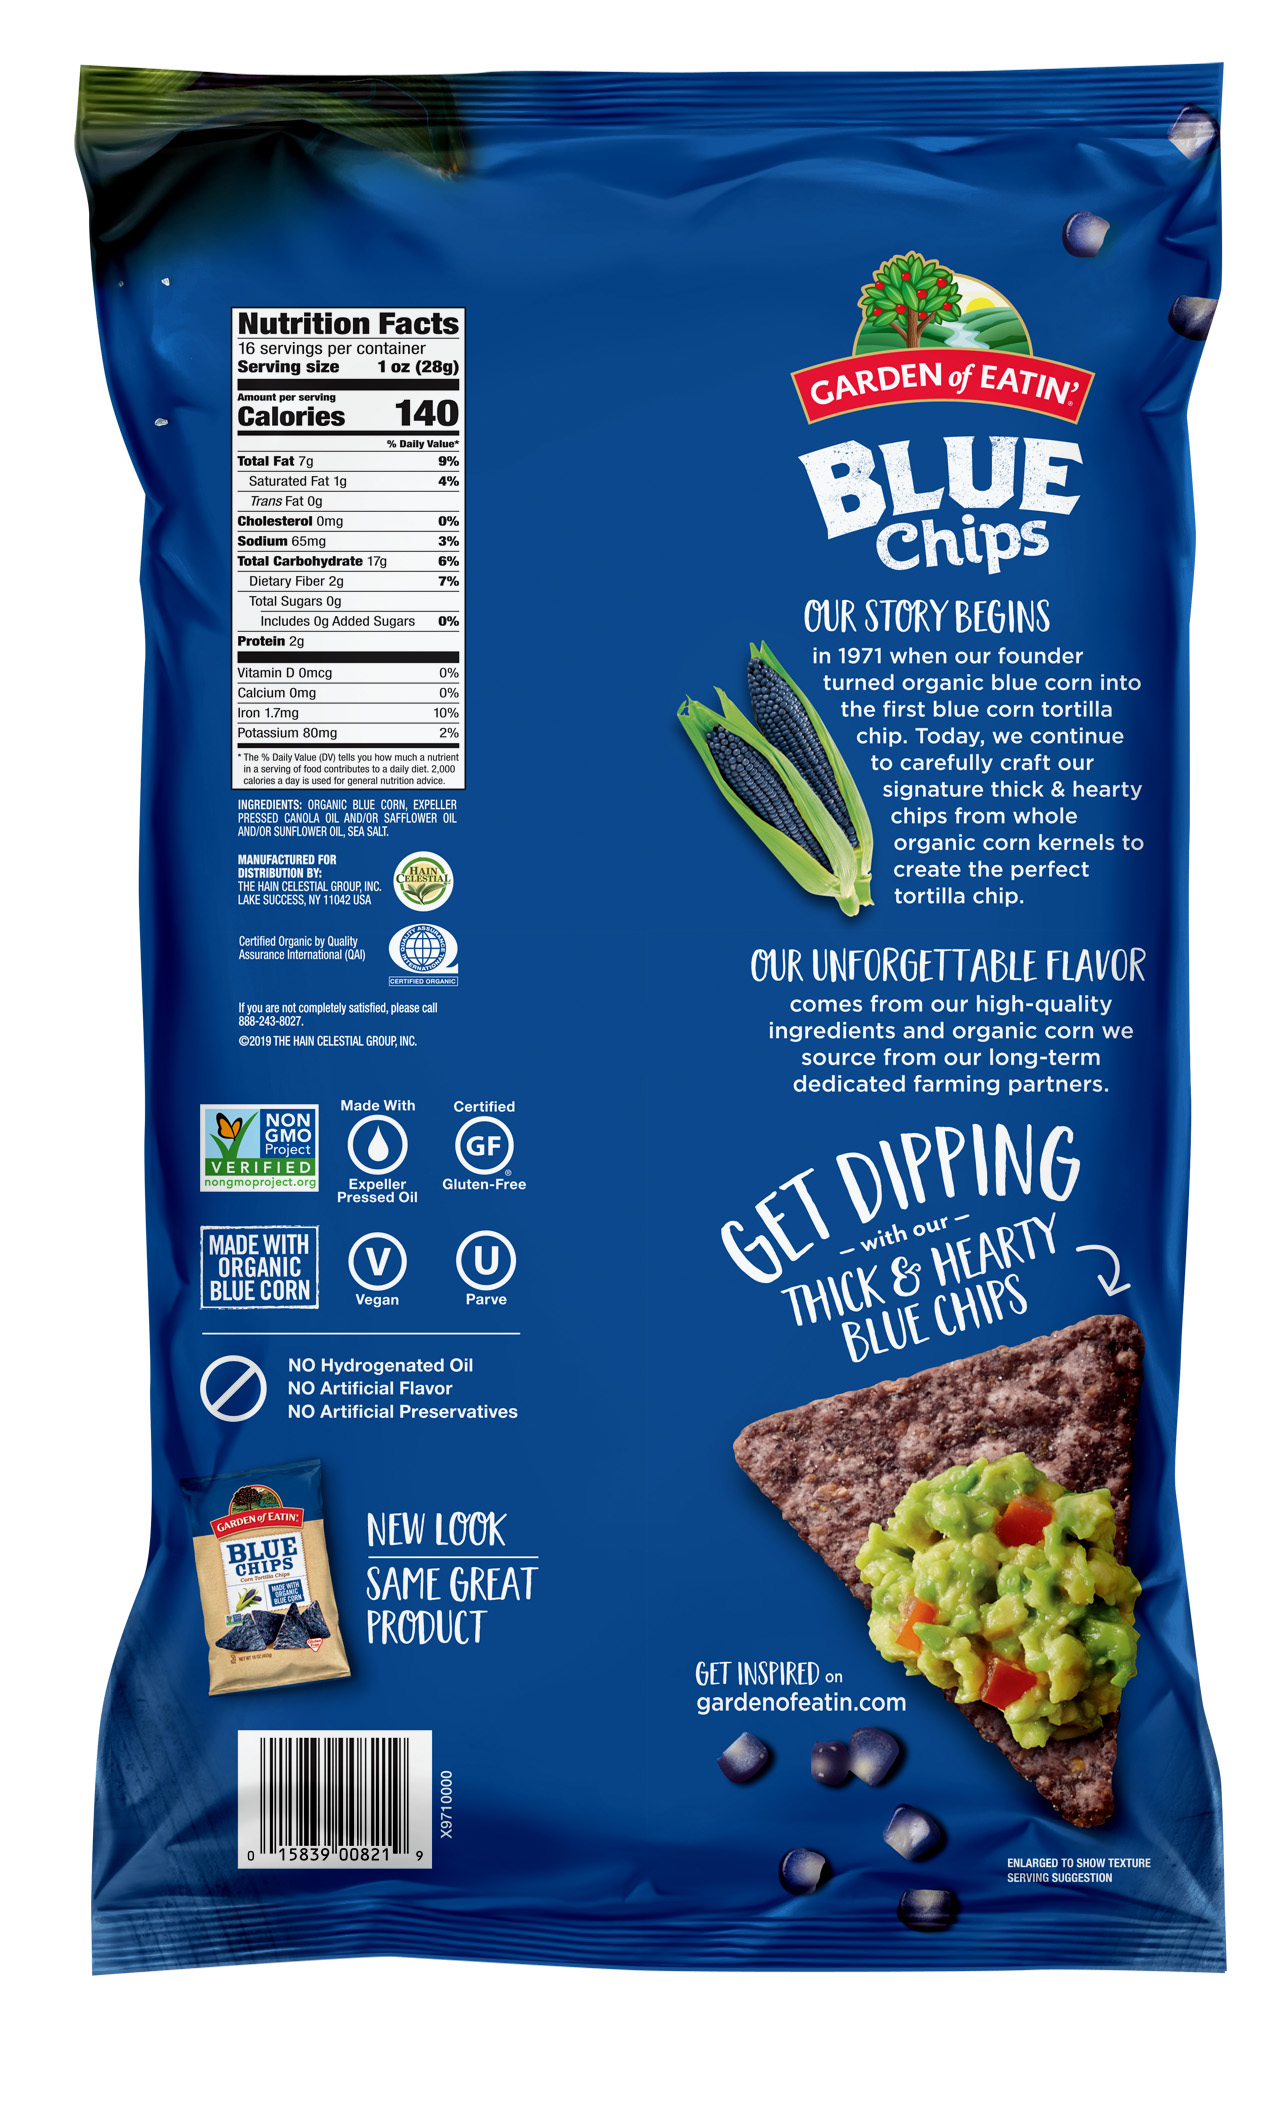 Nutrition Facts
16 servings per container
Serving size 1 oz (28g)
Amount per serving
Calories 140
% Daily Value*
Total Fat 7g 9%
Saturated Fat 1g 4%
Trans Fat 0g
Cholesterol 0mg 0%
Sodium 65mg 3%
Total Carbohydrate 17g 6%
Dietary Fiber 2g 7%
Total Sugars 0g
Includes 0g Added Sugars 0%
Protein 2g
Vitamin D 0mcg 0%
Calcium 0mg 0%
Iron 1.7mg 10%
Potassium 80mg 2%
* The % Daily Value (DV) tells you how much a nutrient
in a serving of food contributes to a daily diet. 2,000
calories a day is used for general nutrition advice.
INGREDIENTS: ORGANIC BLUE CORN, EXPELLER
PRESSED CANOLA OIL AND/OR SAFFLOWER OIL
AND/OR SUNFLOWER OIL, SEA SALT.
MANUFACTURED FOR
DISTRIBUTION BY:
THE HAIN CELESTIAL GROUP, INC.
LAKE SUCCESS, NY 11042 USA
HAIN
CELESTIAL
Certified Organic by Quality
Assurance International (QAI)
QUALITY ASSURANCE
INTERNATIONAL
CERTIFIED ORGANIC
If you are not completely satisfied, please call
888-243-8027.
©2019 THE HAIN CELESTIAL GROUP, INC.
NON
GMO
Project
VERIFIED
nongmoproject.org
Made With
Expeller
Pressed Oil
Certified
GF
®
Gluten-Free
MADE WITH
ORGANIC
BLUE CORN
V
Vegan
U
Parve
NO Hydrogenated Oil
NO Artificial Flavor
NO Artificial Preservatives
GARDEN of EATIN'.
BLUE
CHIPS
Corn Tortilla Chips
MADE WITH
ORGANIC
BLUE CORN
NEW LOOK
SAME GREAT
PRODUCT
0 15839 00821 9
X9710000
GARDEN of EATIN'.®
BLUE
Chips
OUR STORY BEGINS
in 1971 when our founder
turned organic blue corn into
the first blue corn tortilla
chip. Today, we continue
to carefully craft our
signature thick & hearty
chips from whole
organic corn kernels to
create the perfect
tortilla chip.
OUR UNFORGETTABLE FLAVOR
comes from our high-quality
ingredients and organic corn we
source from our long-term
dedicated farming partners.
GET DIPPING
– with our –
THICK & HEARTY
BLUE CHIPS
GET INSPIRED on
gardenofeatin.com
ENLARGED TO SHOW TEXTURE
SERVING SUGGESTION